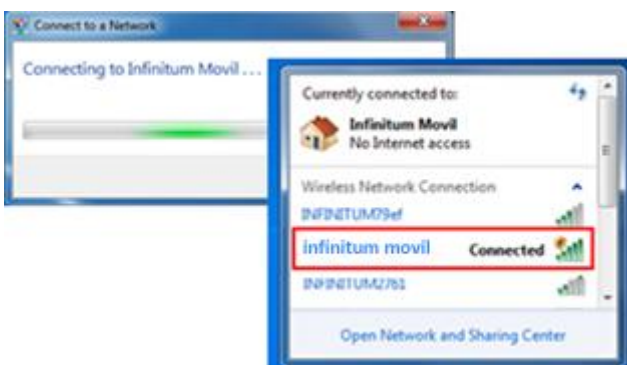 Connect to a Network
Connecting to Infinitum Movil . . .
Currently connected to:
Infinitum Movil
No Internet access
Wireless Network Connection
INFINITUM79ef
infinitum movil Connected
INFINITUM2761
Open Network and Sharing Center